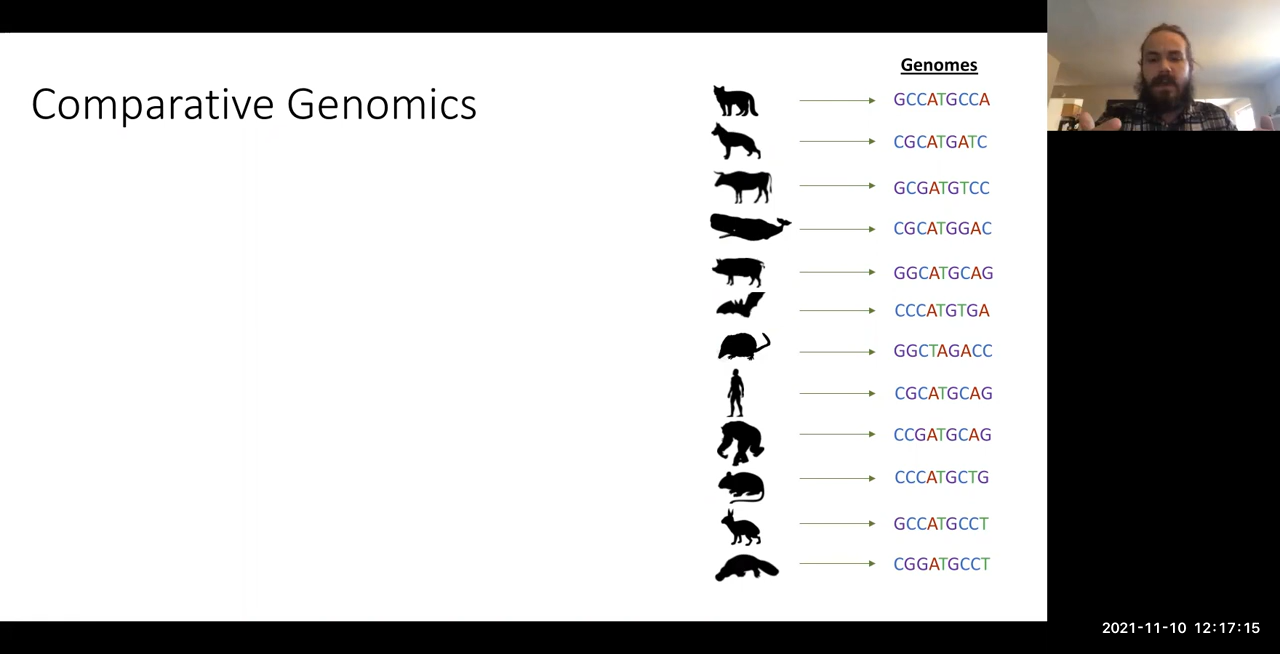 Comparative Genomics
Genomes
GCCATGCCA
CGCATGATC
GCGATGTCC
CGCATGGAC
GGCATGCAG
CCCATGTGA
GGCTAGACC
CGCATGCAG
CCGATGCAG
CCCATGCTG
GCCATGCCT
CGGATGCCT
2021-11-10 12:17:15